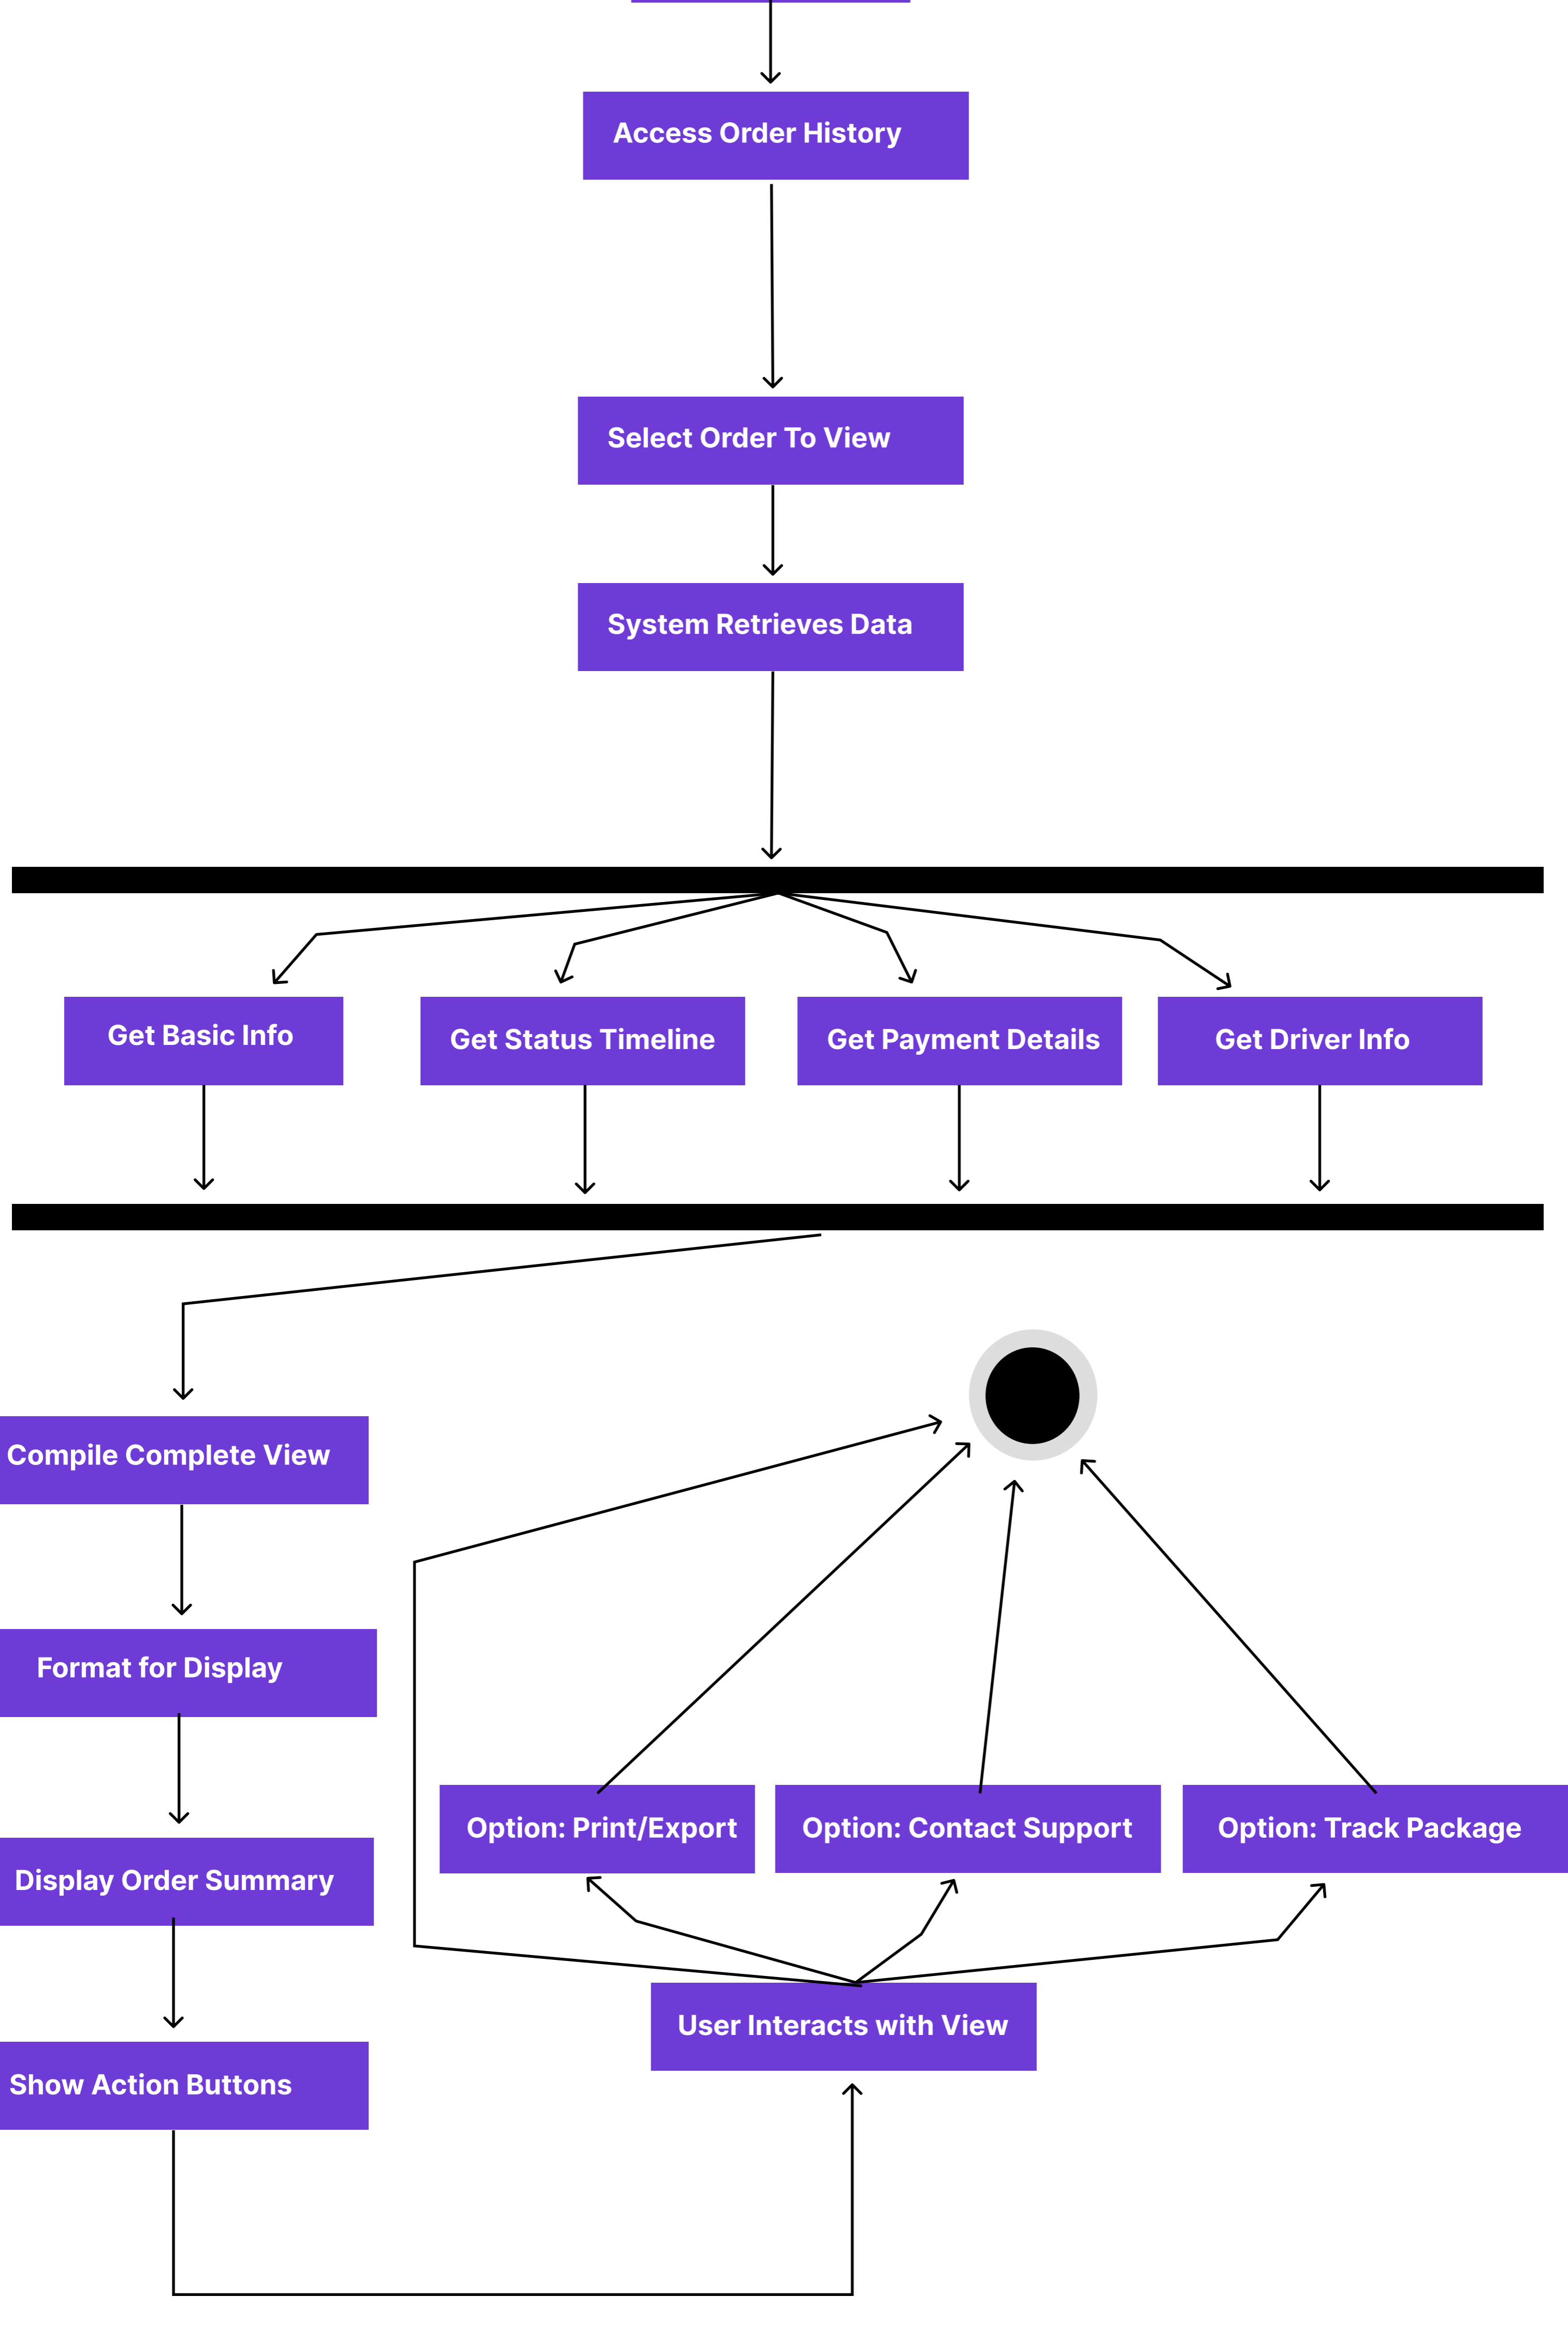 Access Order History
Select Order To View
System Retrieves Data
Get Basic Info
Get Status Timeline
Get Payment Details
Get Driver Info
Compile Complete View
Format for Display
Option: Print/Export
Option: Contact Support
Option: Track Package
Display Order Summary
User Interacts with View
Show Action Buttons